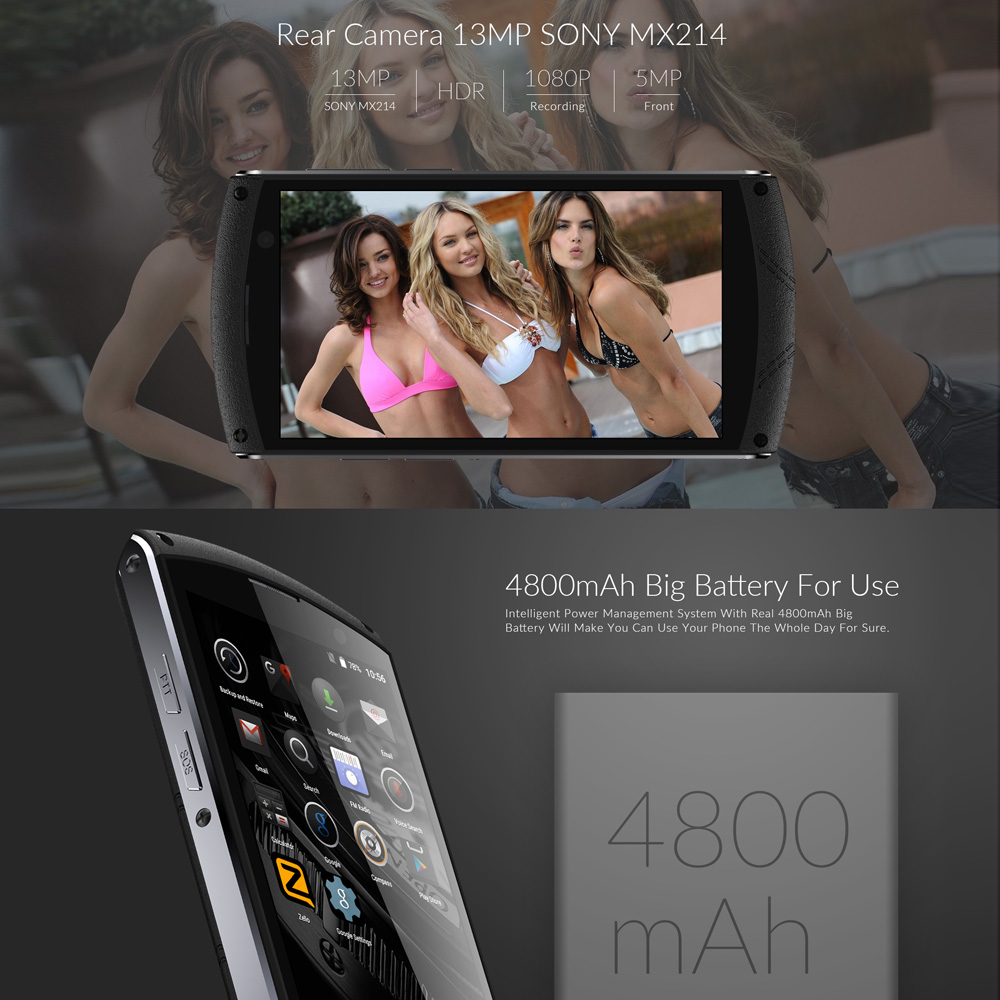 Rear Camera 13MP SONY MX214
13MP
SONY MX214
HDR
1080P
Recording
5MP
Front
4800mAh Big Battery For Use
Intelligent Power Management System With Real 4800mAh Big
Battery Will Make You Can Use Your Phone The Whole Day For Sure.
78% 10:56
Backup and Restore
Maps
Downloads
Email
Gmail
Search
FM Radio
Voice Search
Calculator
Google
Compass
Play Store
Zello
Google Settings
PTT
SOS
4800
mAh